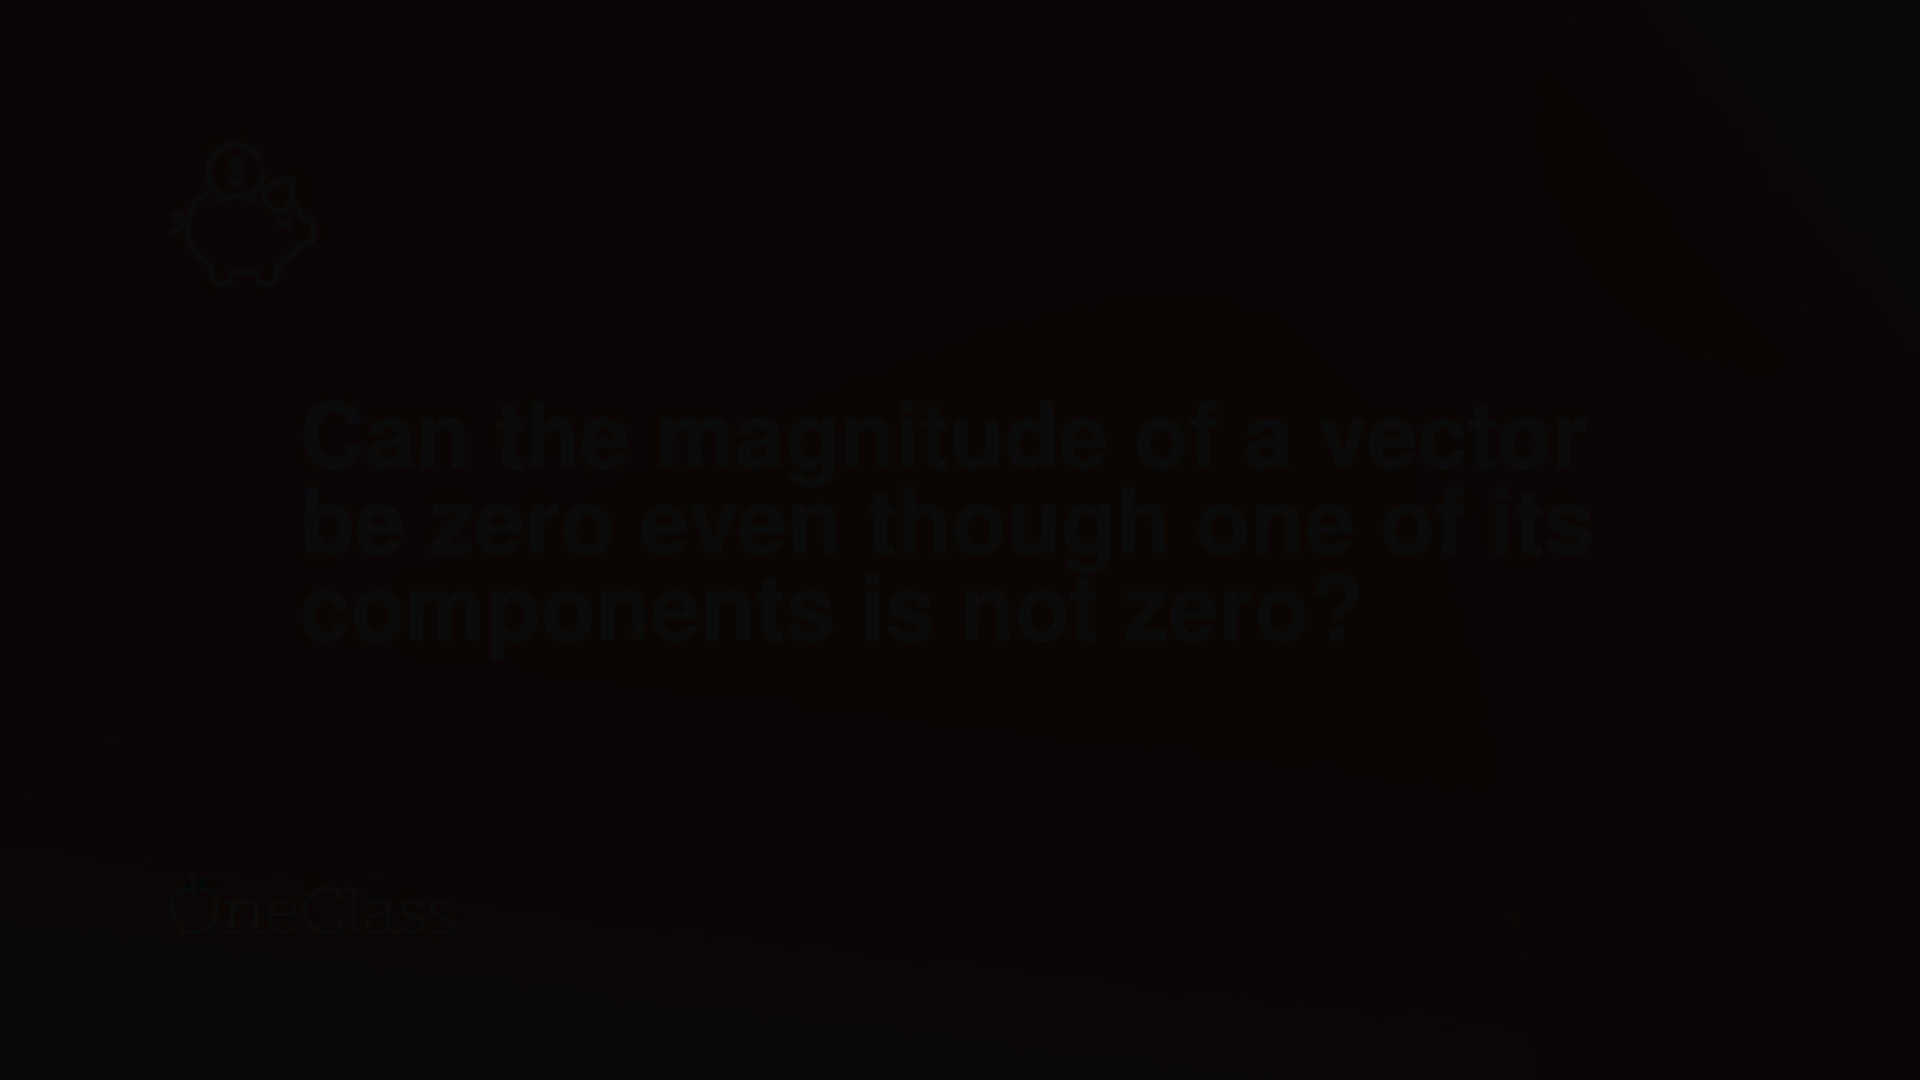 $
Can the magnitude of a vector
be zero even though one of its
components is not zero?
OneClass